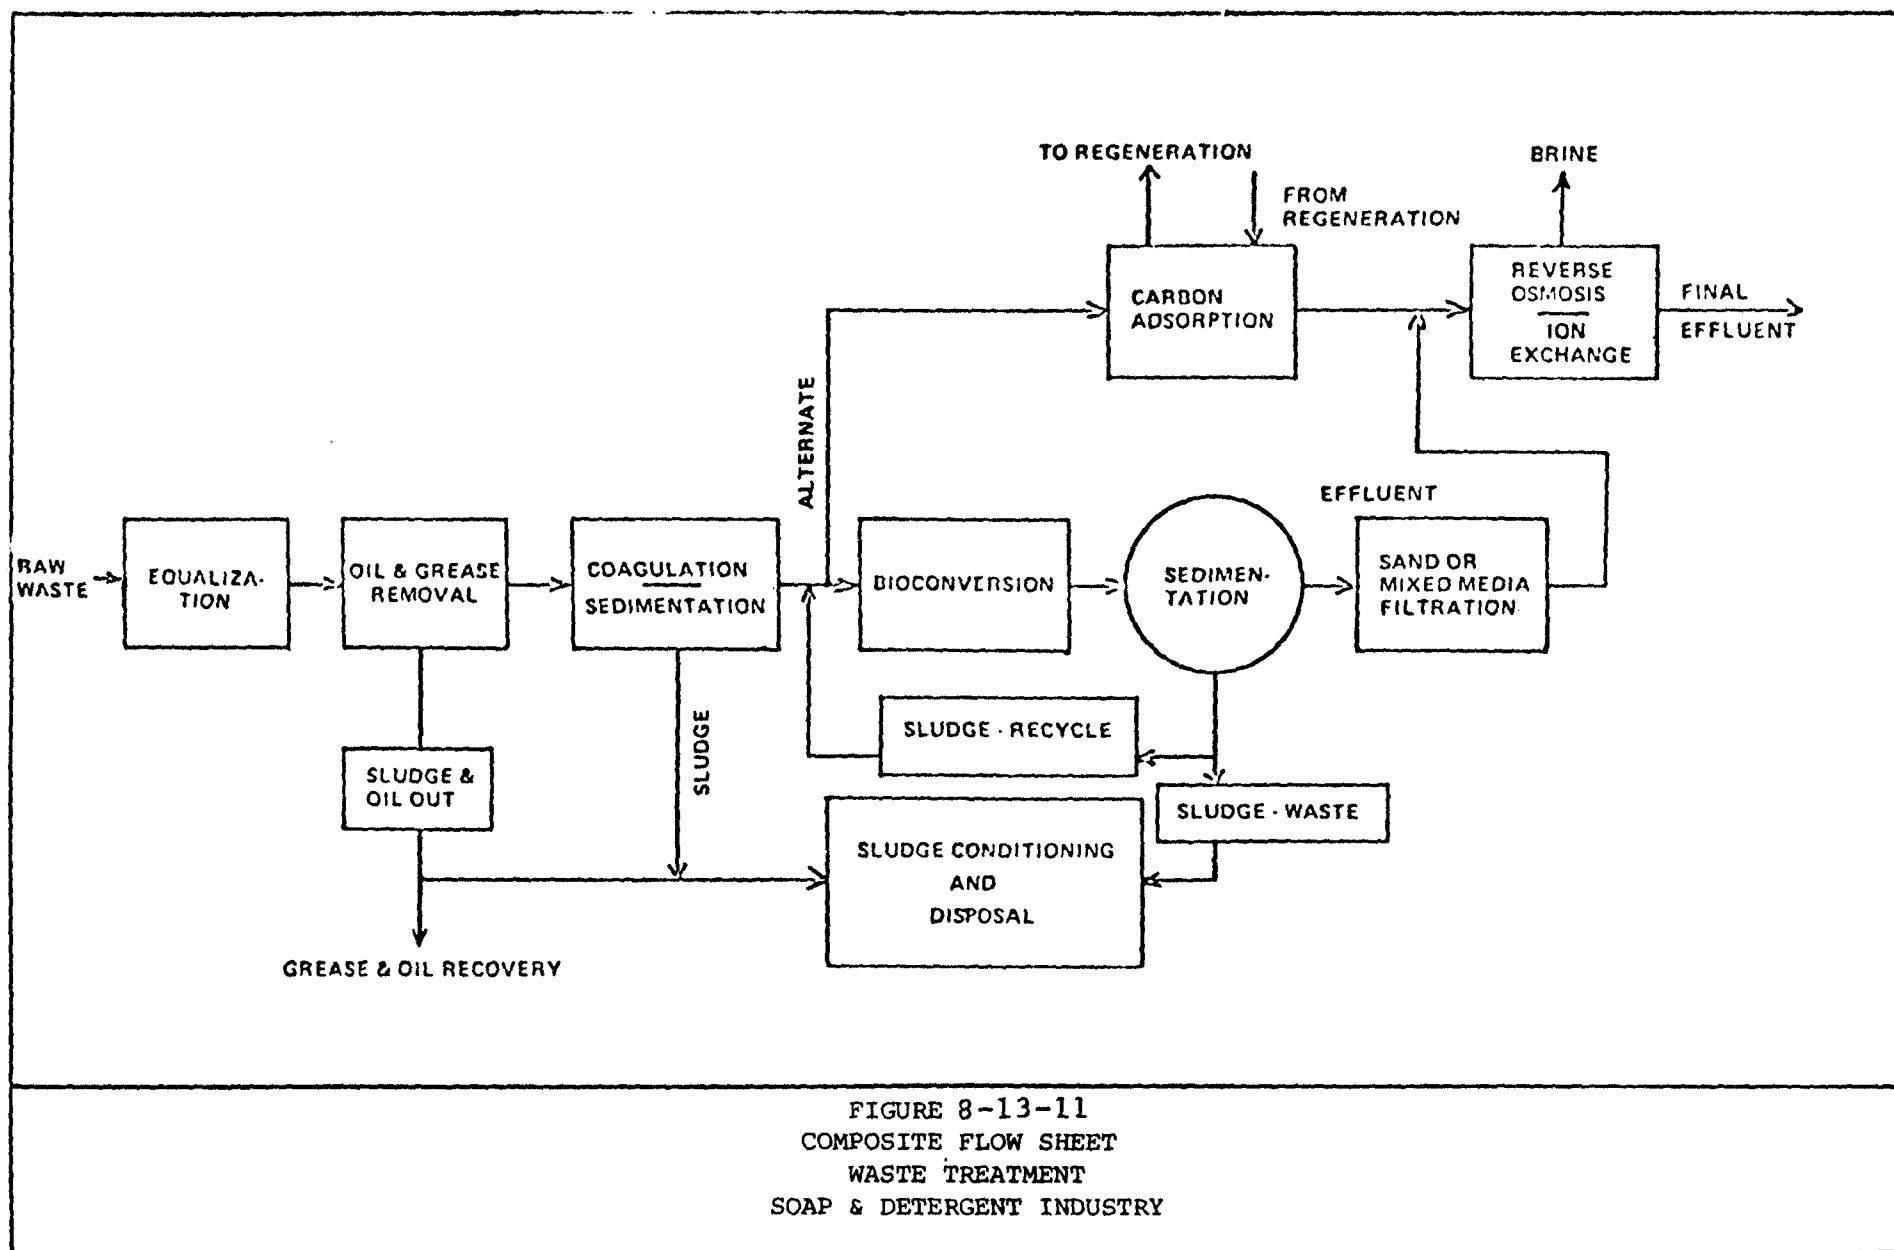 TO REGENERATION
BRINE
FROM
REGENERATION
CARBON
ADSORPTION
REVERSE
OSMOSIS
ION
EXCHANGE
FINAL
EFFLUENT
ALTERNATE
EFFLUENT
RAW
WASTE
EQUALIZA-
TION
OIL & GREASE
REMOVAL
COAGULATION
SEDIMENTATION
BIOCONVERSION
SEDIMEN-
TATION
SAND OR
MIXED MEDIA
FILTRATION
SLUDGE & 
OIL OUT
SLUDGE
SLUDGE - RECYCLE
SLUDGE - WASTE
SLUDGE CONDITIONING
AND
DISPOSAL
GREASE & OIL RECOVERY
FIGURE 8-13-11
COMPOSITE FLOW SHEET
WASTE TREATMENT
SOAP & DETERGENT INDUSTRY